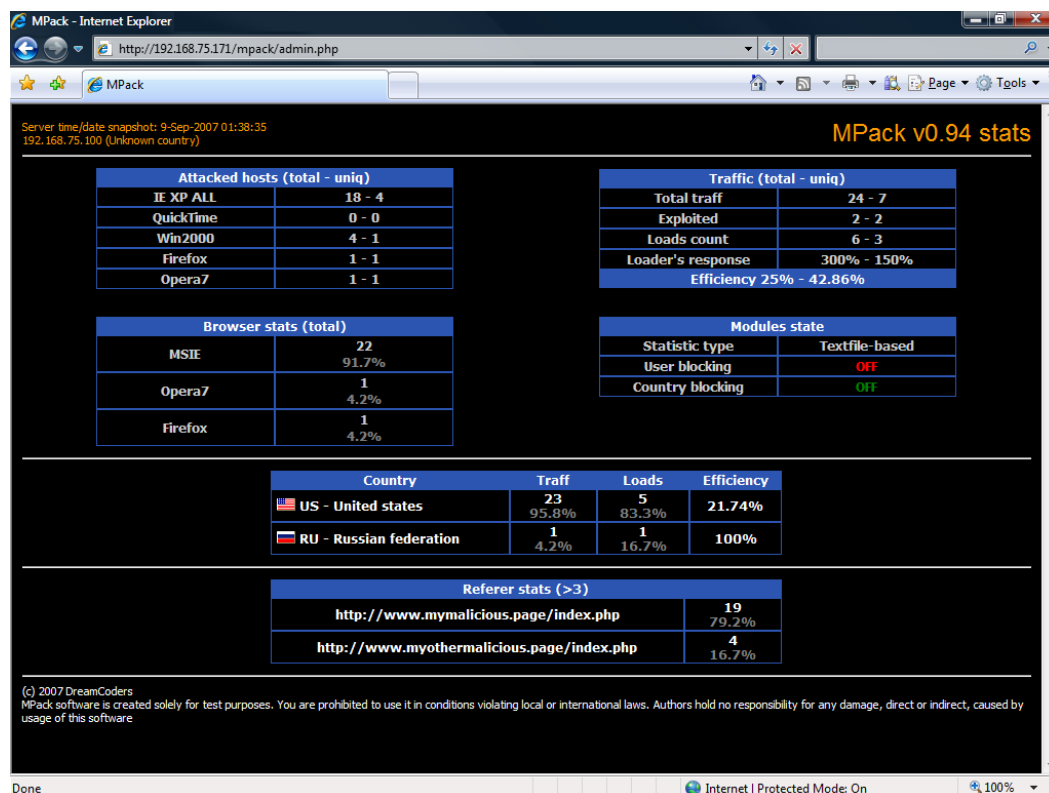 MPack - Internet Explorer
http://192.168.75.171/mpack/admin.php
MPack
Page
Tools
Server time/date snapshot: 9-Sep-2007 01:38:35
192.168.75.100 (Unknown country)
MPack v0.94 stats
Attacked hosts (total - uniq)
IE XP ALL 18 - 4
QuickTime 0 - 0
Win2000 4 - 1
Firefox 1 - 1
Opera7 1 - 1
Traffic (total - uniq)
Total traff 24 - 7
Exploited 2 - 2
Loads count 6 - 3
Loader's response 300% - 150%
Efficiency 25% - 42.86%
Browser stats (total)
MSIE 22
91.7%
Opera7 1
4.2%
Firefox 1
4.2%
Modules state
Statistic type Textfile-based
User blocking OFF
Country blocking OFF
Country Traff Loads Efficiency
US - United states 23 5 21.74%
95.8% 83.3%
RU - Russian federation 1 1 100%
4.2% 16.7%
Referer stats (>3)
http://www.mymalicious.page/index.php 19
79.2%
http://www.myothermalicious.page/index.php 4
16.7%
(c) 2007 DreamCoders
MPack software is created solely for test purposes. You are prohibited to use it in conditions violating local or international laws. Authors hold no responsibility for any damage, direct or indirect, caused by
usage of this software
Done
Internet | Protected Mode: On
100%